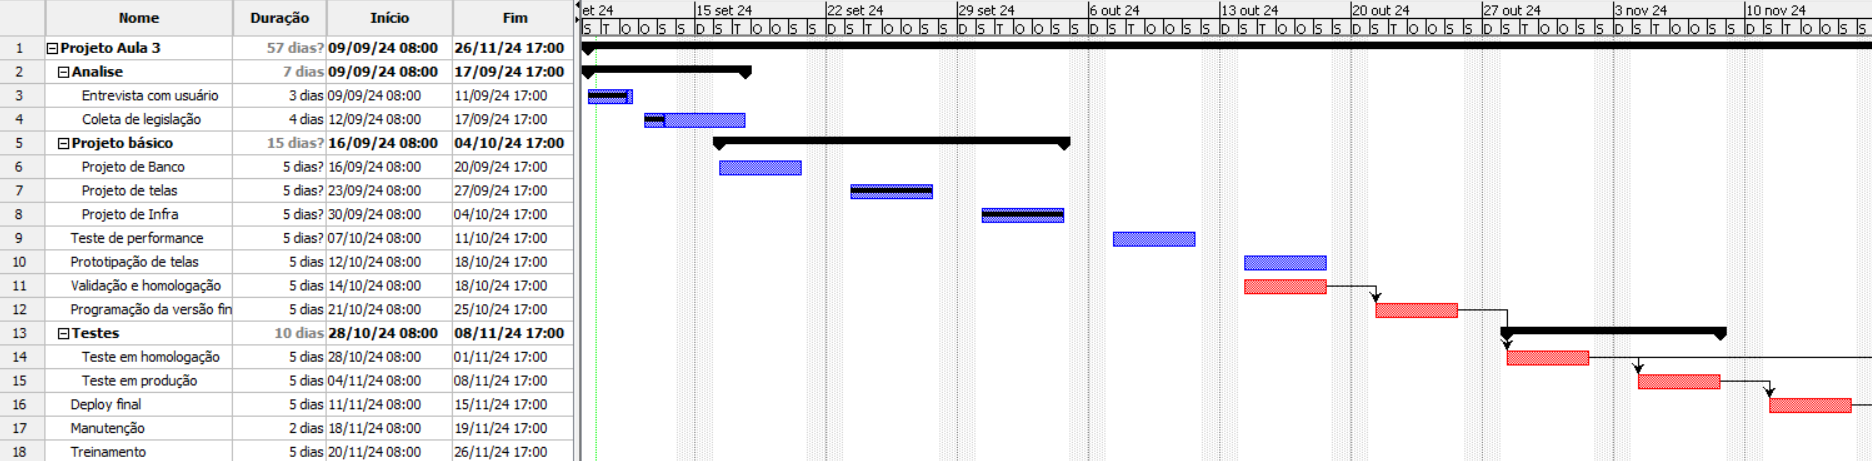 Nome Duração Início Fim et 24 15 set 24 22 set 24 29 set 24 6 out 24 13 out 24 20 out 24 27 out 24 3 nov 24 10 nov 24
S T O O S S D S T O O S S D S T O O S S D S T O O S S D S T O O S S D S T O O S S D S T O O S S D S T O O S S D S T O O S S D S T O O S S
1 Projeto Aula 3 57 dias? 09/09/24 08:00 26/11/24 17:00
2 Analise 7 dias 09/09/24 08:00 17/09/24 17:00
3 Entrevista com usuário 3 dias 09/09/24 08:00 11/09/24 17:00
4 Coleta de legislação 4 dias 12/09/24 08:00 17/09/24 17:00
5 Projeto básico 15 dias? 16/09/24 08:00 04/10/24 17:00
6 Projeto de Banco 5 dias? 16/09/24 08:00 20/09/24 17:00
7 Projeto de telas 5 dias? 23/09/24 08:00 27/09/24 17:00
8 Projeto de Infra 5 dias? 30/09/24 08:00 04/10/24 17:00
9 Teste de performance 5 dias? 07/10/24 08:00 11/10/24 17:00
10 Prototipação de telas 5 dias 12/10/24 08:00 18/10/24 17:00
11 Validação e homologação 5 dias 14/10/24 08:00 18/10/24 17:00
12 Programação da versão fin 5 dias 21/10/24 08:00 25/10/24 17:00
13 Testes 10 dias 28/10/24 08:00 08/11/24 17:00
14 Teste em homologação 5 dias 28/10/24 08:00 01/11/24 17:00
15 Teste em produção 5 dias 04/11/24 08:00 08/11/24 17:00
16 Deploy final 5 dias 11/11/24 08:00 15/11/24 17:00
17 Manutenção 2 dias 18/11/24 08:00 19/11/24 17:00
18 Treinamento 5 dias 20/11/24 08:00 26/11/24 17:00